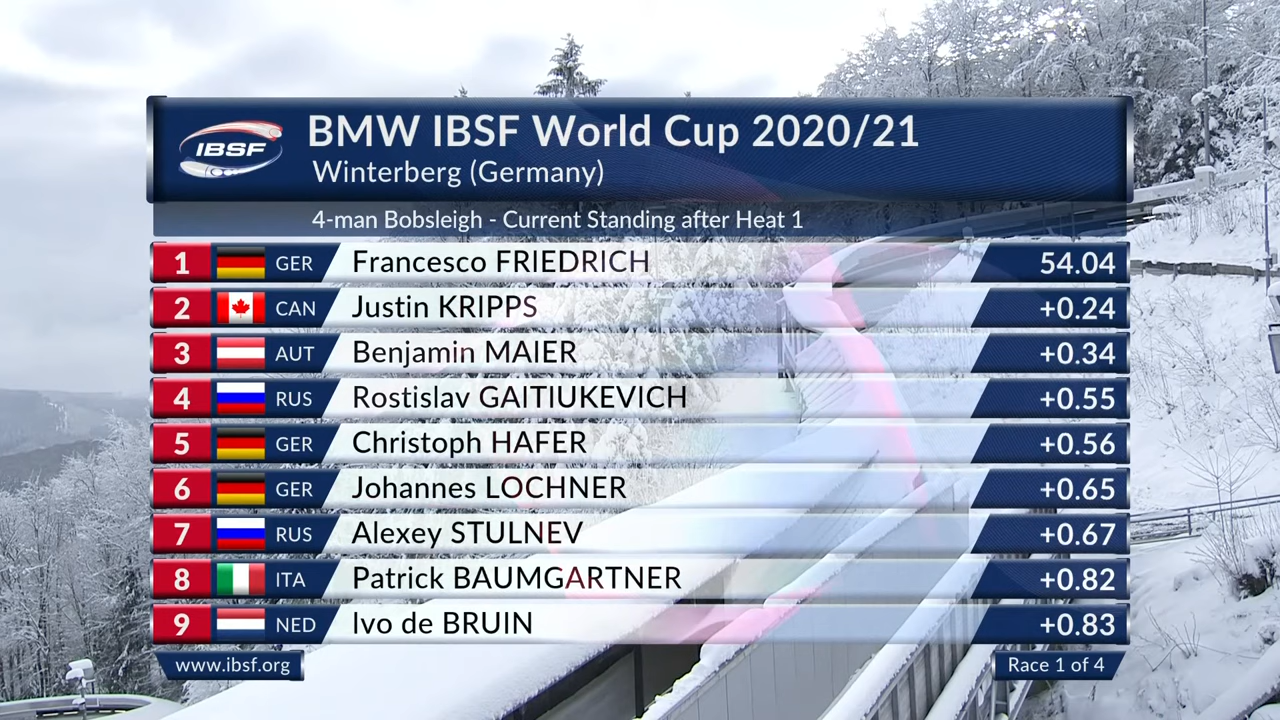 IBSF
BMW IBSF World Cup 2020/21
Winterberg (Germany)
4-man Bobsleigh - Current Standing after Heat 1
1 GER Francesco FRIEDRICH 54.04
2 CAN Justin KRIPPS +0.24
3 AUT Benjamin MAIER +0.34
4 RUS Rostislav GAITIUKEVICH +0.55
5 GER Christoph HAFER +0.56
6 GER Johannes LOCHNER +0.65
7 RUS Alexey STULNEV +0.67
8 ITA Patrick BAUMGARTNER +0.82
9 NED Ivo de BRUIN +0.83
www.ibsf.org
Race 1 of 4